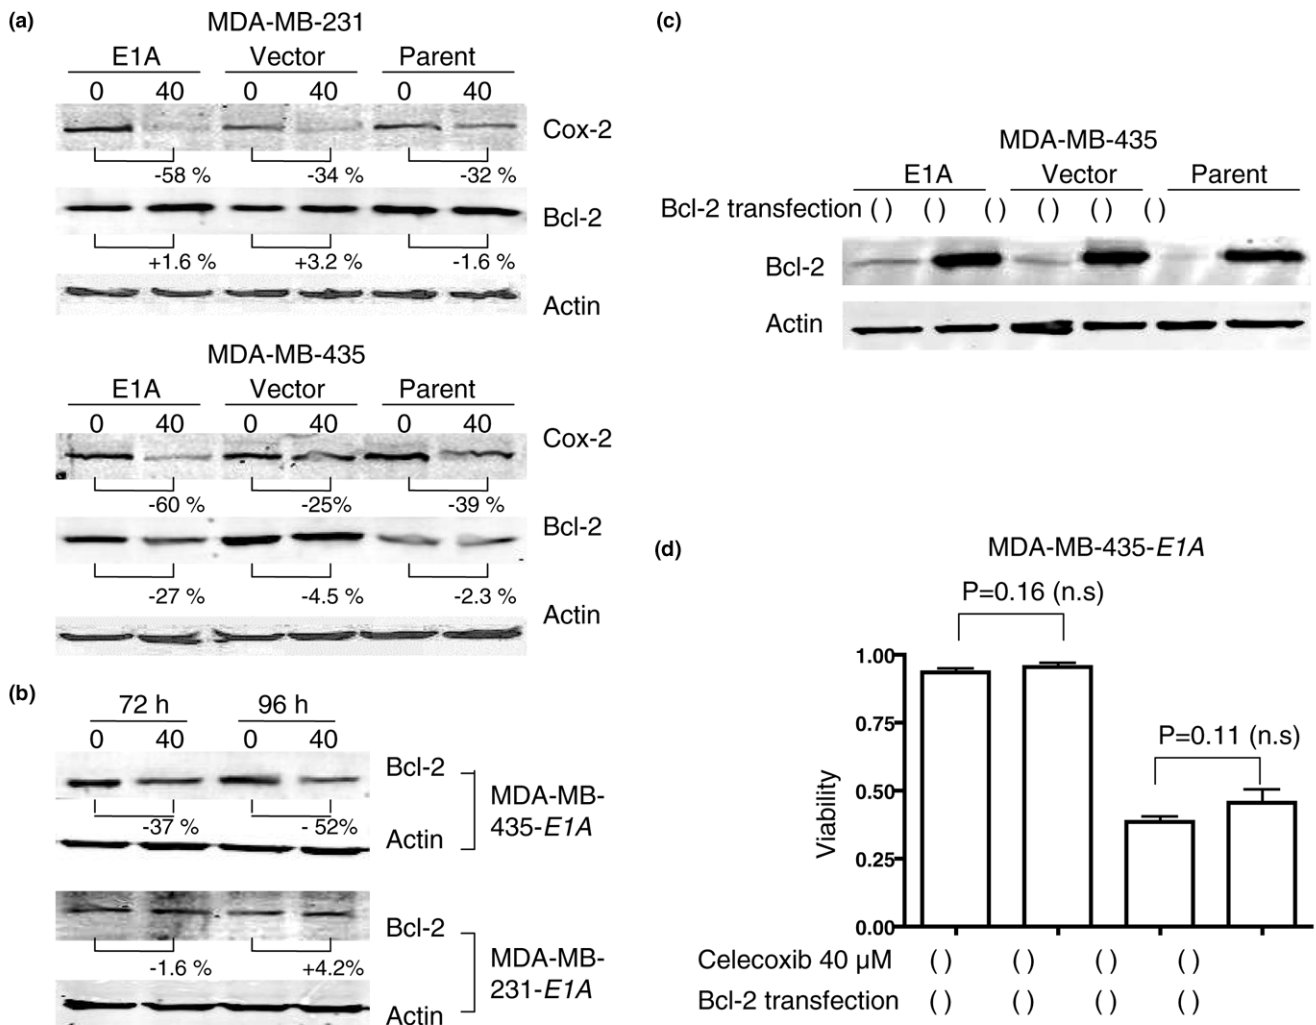 (a)
MDA-MB-231
E1A Vector Parent
0 40 0 40 0 40
Cox-2
-58 % -34 % -32 %
Bcl-2
+1.6 % +3.2 % -1.6 %
Actin
MDA-MB-435
E1A Vector Parent
0 40 0 40 0 40
Cox-2
-60 % -25% -39 %
Bcl-2
-27 % -4.5 % -2.3 %
Actin
(b)
72 h 96 h
0 40 0 40
Bcl-2
-37 % - 52%
Actin
MDA-MB-
435-E1A
Bcl-2
-1.6 % +4.2%
Actin
MDA-MB-
231-E1A
(c)
MDA-MB-435
E1A Vector Parent
Bcl-2 transfection ( ) ( ) ( ) ( ) ( ) ( )
Bcl-2
Actin
(d)
MDA-MB-435-E1A
P=0.16 (n.s)
P=0.11 (n.s)
Viability
1.00
0.75
0.50
0.25
0.00
Celecoxib 40 µM ( ) ( ) ( ) ( )
Bcl-2 transfection ( ) ( ) ( ) ( )